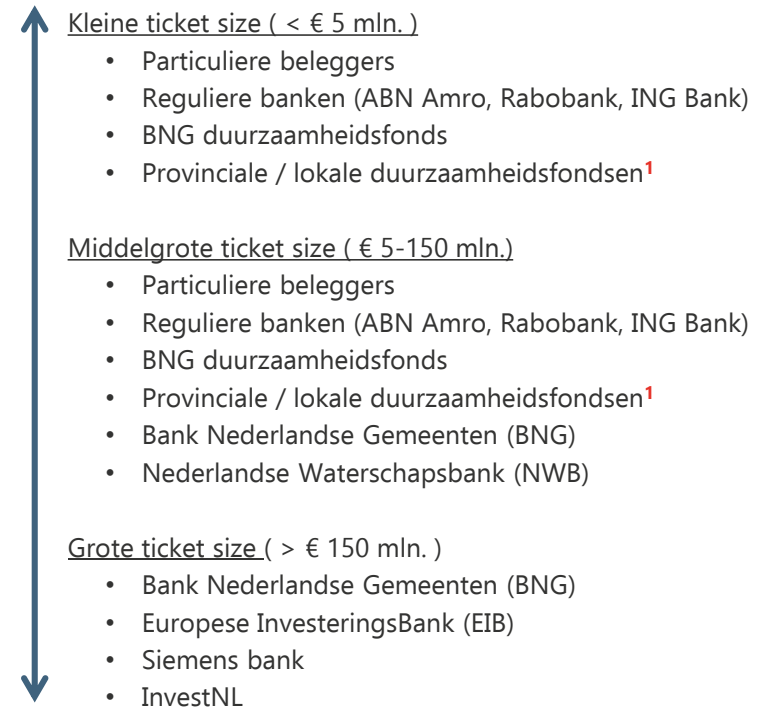 Kleine ticket size ( < € 5 mln. )
• Particuliere beleggers
• Reguliere banken (ABN Amro, Rabobank, ING Bank)
• BNG duurzaamheidsfonds
• Provinciale / lokale duurzaamheidsfondsen1
Middelgrote ticket size ( € 5-150 mln.)
• Particuliere beleggers
• Reguliere banken (ABN Amro, Rabobank, ING Bank)
• BNG duurzaamheidsfonds
• Provinciale / lokale duurzaamheidsfondsen1
• Bank Nederlandse Gemeenten (BNG)
• Nederlandse Waterschapsbank (NWB)
Grote ticket size ( > € 150 mln. )
• Bank Nederlandse Gemeenten (BNG)
• Europese InvesteringsBank (EIB)
• Siemens bank
• InvestNL